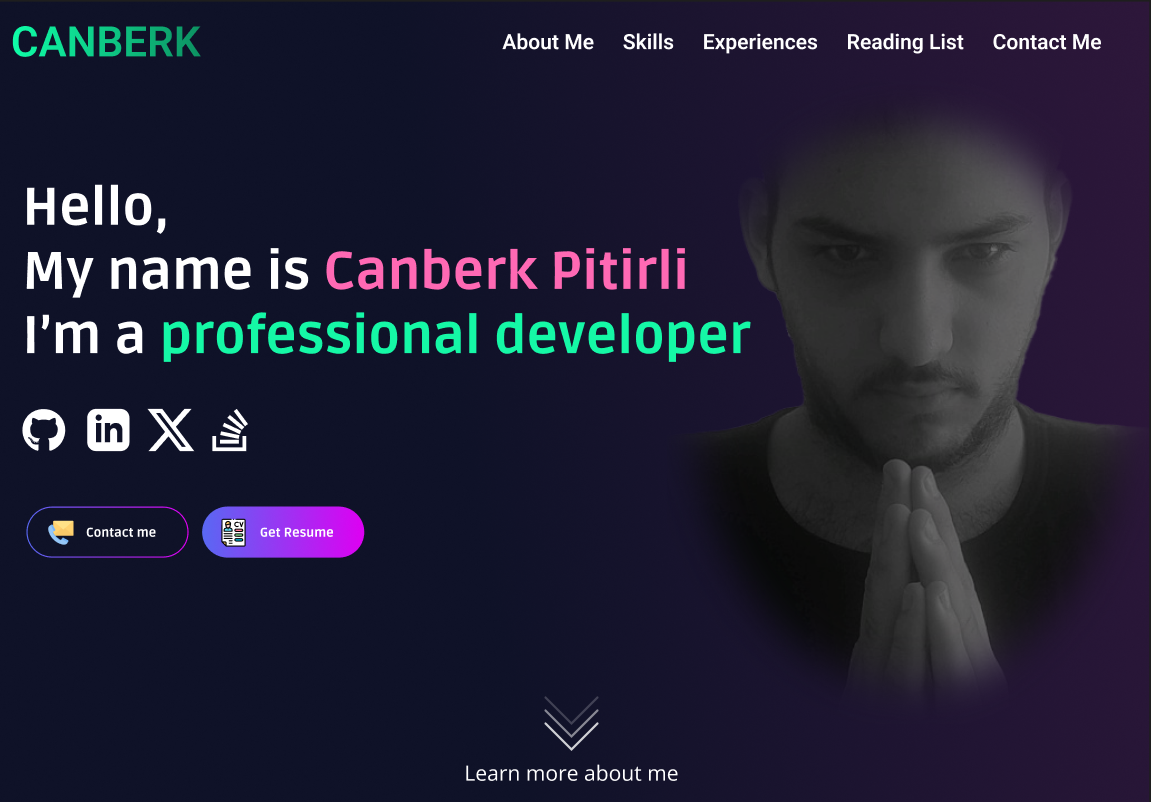 CANBERK
About Me Skills Experiences Reading List Contact Me
Hello,
My name is Canberk Pitirli
I’m a professional developer
in
Contact me
CV
Get Resume
Learn more about me